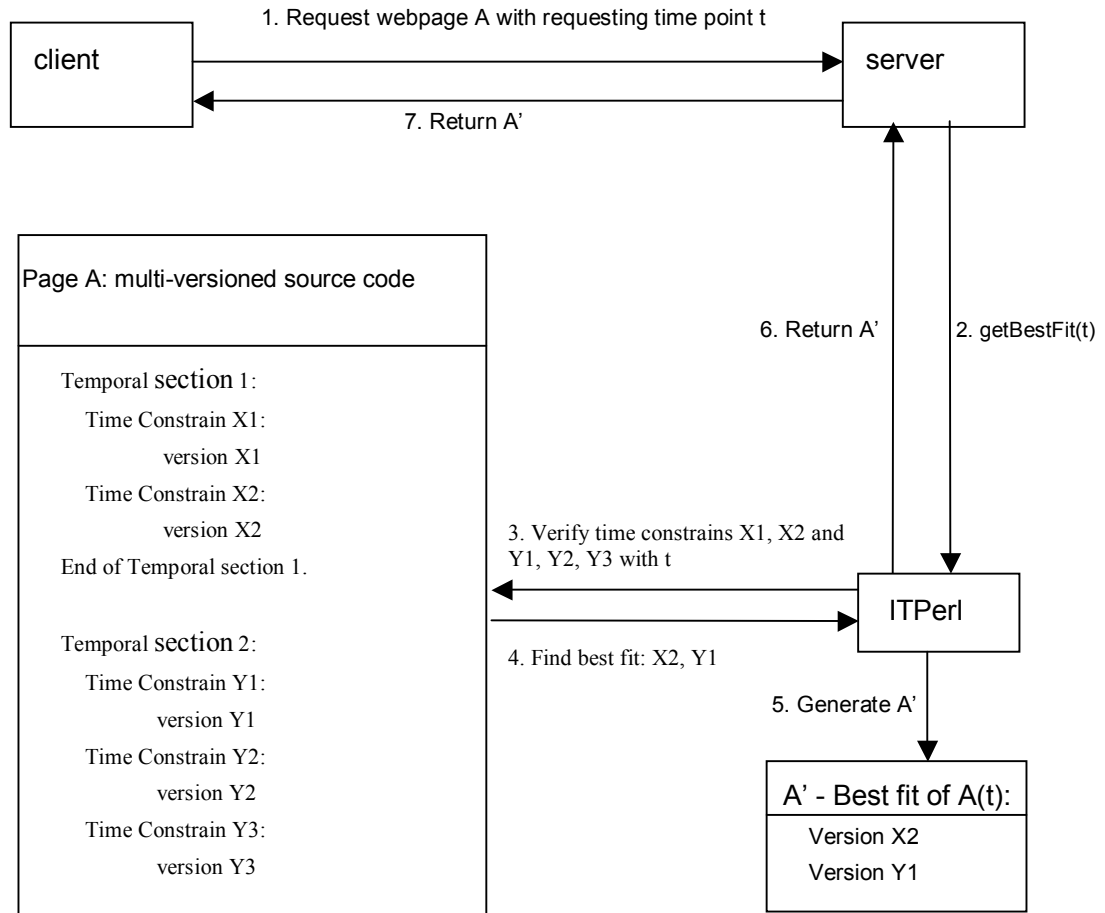 1. Request webpage A with requesting time point t
client
server
7. Return A’
Page A: multi-versioned source code
6. Return A’
2. getBestFit(t)
Temporal section 1:
Time Constrain X1:
version X1
Time Constrain X2:
version X2
End of Temporal section 1.
3. Verify time constrains X1, X2 and
Y1, Y2, Y3 with t
ITPerl
4. Find best fit: X2, Y1
Temporal section 2:
Time Constrain Y1:
version Y1
Time Constrain Y2:
version Y2
Time Constrain Y3:
version Y3
5. Generate A’
A’ - Best fit of A(t):
Version X2
Version Y1